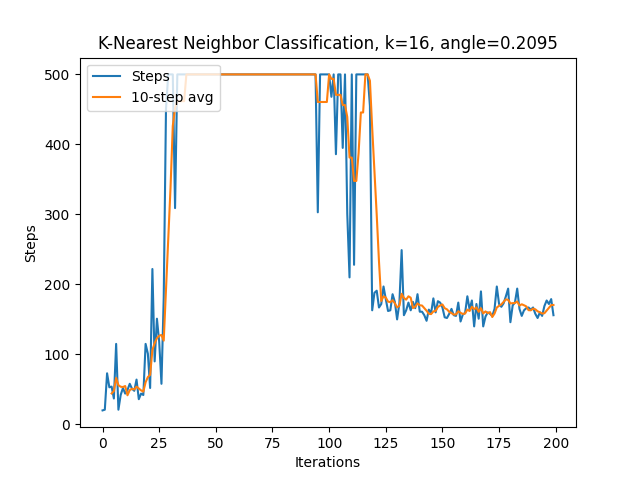 K-Nearest Neighbor Classification, k=16, angle=0.2095
Steps
10-step avg
Steps
500
400
300
200
100
0
0 25 50 75 100 125 150 175 200
Iterations